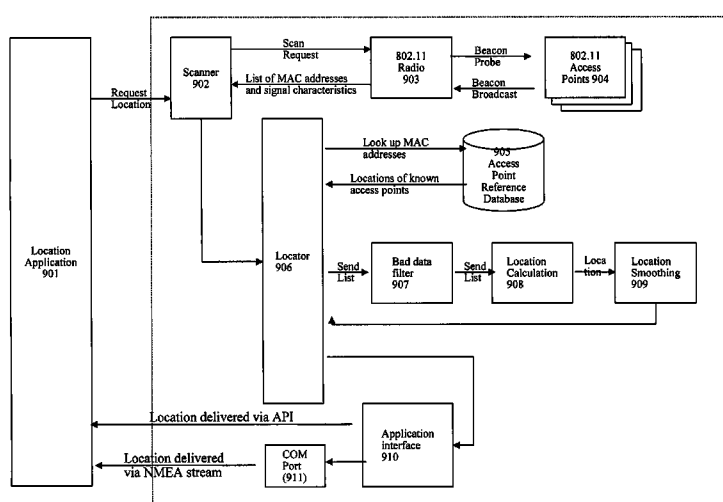 Location
Application
901
Request
Location
Scanner
902
Scan
Request
List of MAC addresses
and signal characteristics
802.11
Radio
903
Beacon
Probe
Beacon
Broadcast
802.11
Access
Points 904
Locator
906
Look up MAC
addresses
Locations of known
access points
905
Access
Point
Reference
Database
Send
List
Bad data
filter
907
Send
List
Location
Calculation
908
Loca
tion
Location
Smoothing
909
Location delivered via API
Application
interface
910
Location delivered
via NMEA stream
COM
Port
(911)